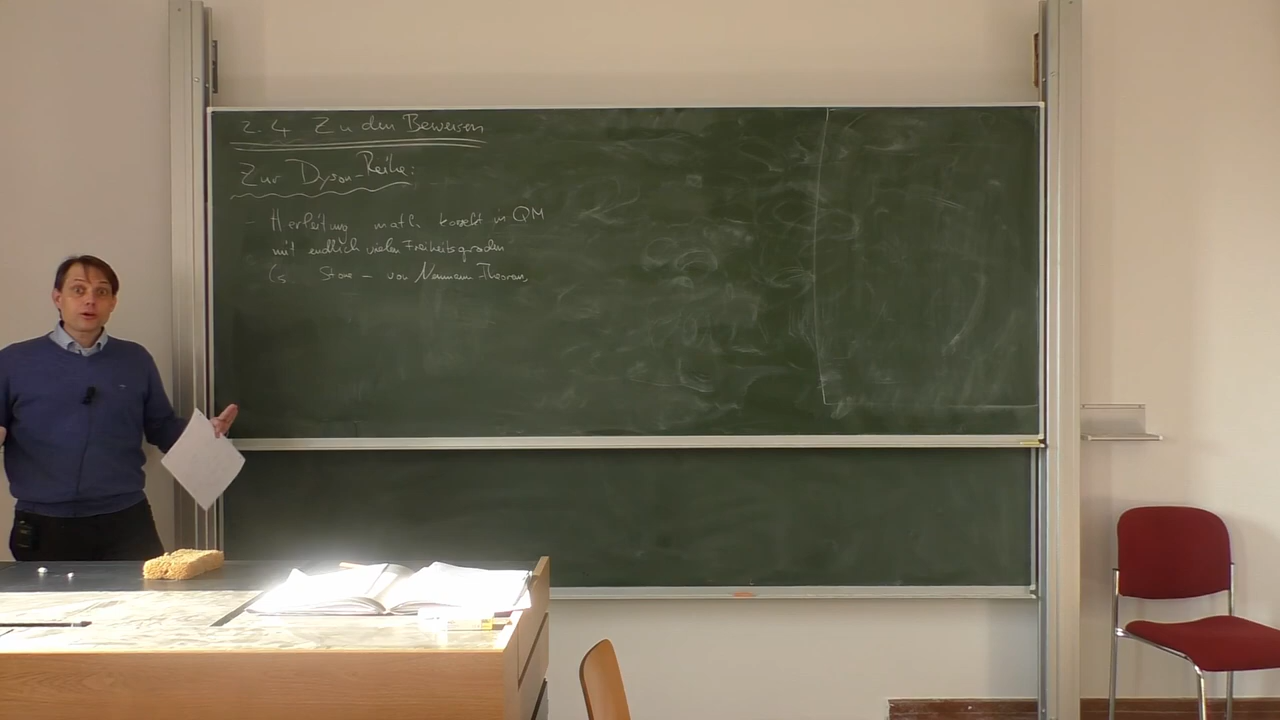 2.4 Zu den Beweisen
Zur Dyson-Reihe:
- Herleitung math. korrekt in QM
mit endlich vielen Freiheitsgraden
(s. Stone - von Neumann-Theorem,